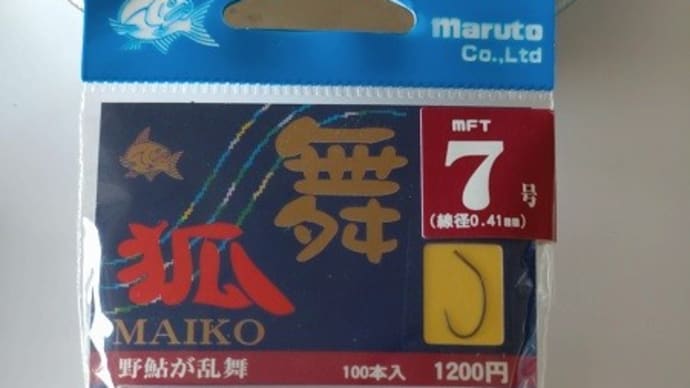 maruto
Co.,Ltd
舞
狐
MAIKO
MFT
7号
(線径0.41mm)
野鮎が乱舞 100本入 1200円